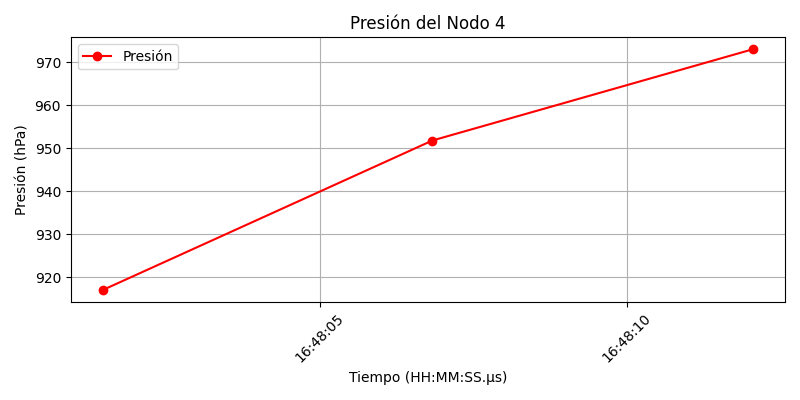 Presión del Nodo 4
Presión
970
960
950
940
930
920
Presión (hPa)
16:48:05
16:48:10
Tiempo (HH:MM:SS.µs)